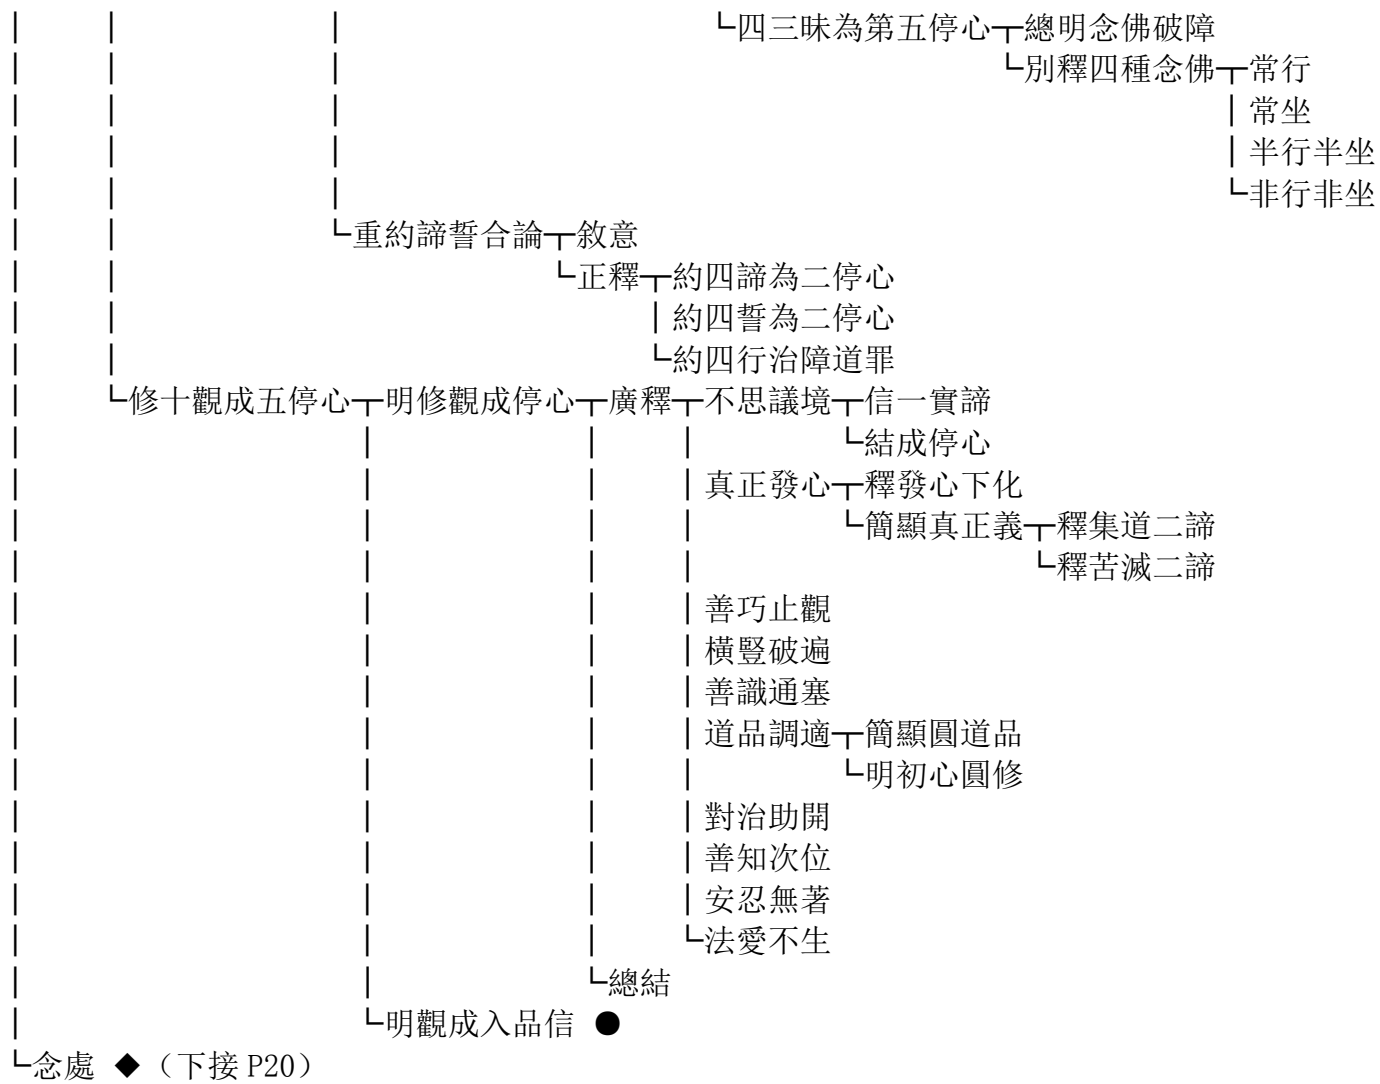 四三昧為第五停心 總明念佛破障
別釋四種念佛 常行
常坐
半行半坐
非行非坐
重約諦誓合論 敘意
正釋 約四諦為二停心
約四誓為二停心
約四行治障道罪
修十觀成五停心 明修觀成停心 廣釋 不思議境 信一實諦
結成停心
真正發心 釋發心下化
簡顯真正義 釋集道二諦
釋苦滅二諦
善巧止觀
橫豎破遍
善識通塞
道品調適 簡顯圓道品
明初心圓修
對治助開
善知次位
安忍無著
法愛不生
總結
明觀成入品信 ●
念處 ◆（下接 P20）